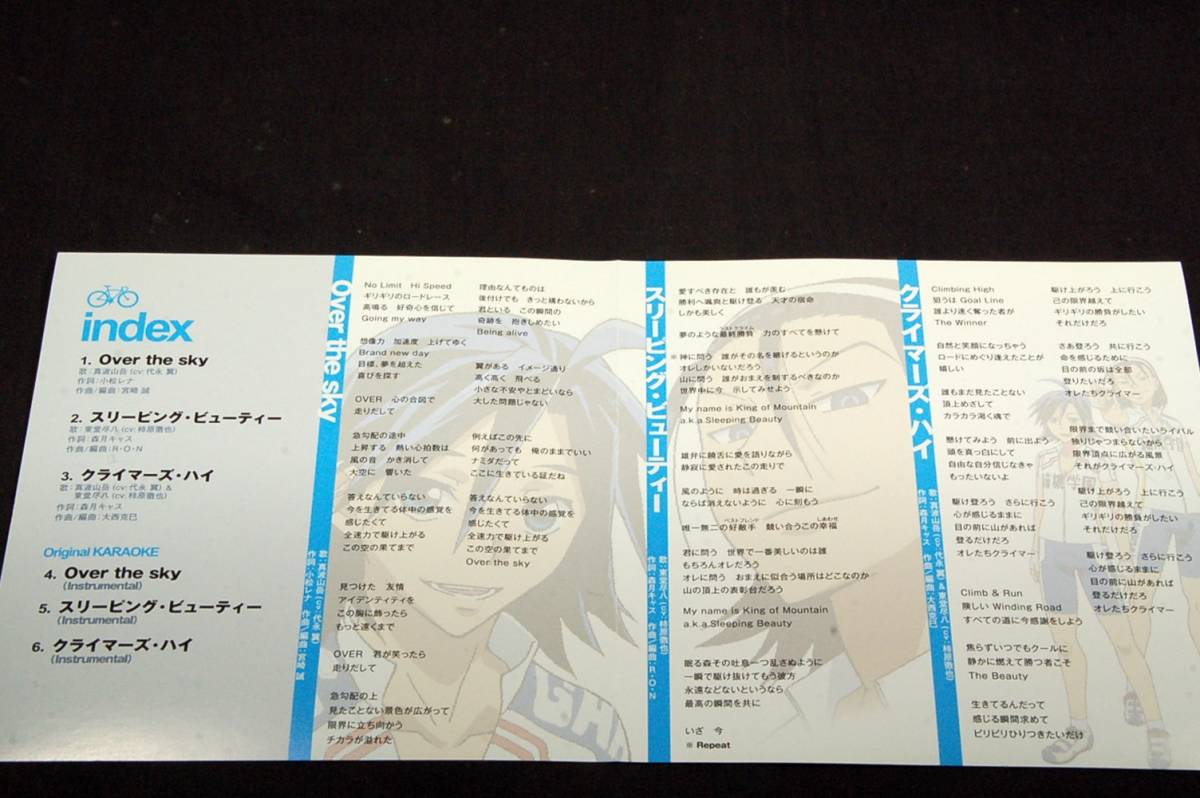 index
1. Over the sky
歌：真波山岳（cv：代永 翼）
作詞：小松レナ
作曲/編曲：宮崎 誠
2. スリーピング・ビューティー
歌：東堂尽八（cv：柿原徹也）
作詞：森月キャス
作曲/編曲：R・O・N
3. クライマーズ・ハイ
歌：真波山岳（cv：代永 翼）＆
東堂尽八（cv：柿原徹也）
作詞：森月キャス
作曲/編曲：大西克巳
Original KARAOKE
4. Over the sky
(Instrumental)
5. スリーピング・ビューティー
(Instrumental)
6. クライマーズ・ハイ
(Instrumental)
Over the sky
歌：真波山岳（cv：代永 翼）
作詞：小松レナ 作曲/編曲：宮崎 誠
No Limit Hi Speed
ギリギリのロードレース
高鳴る 好奇心を信じて
Going my way
想像力 加速度 上げてゆく
Brand new day
目標、夢を超えた
喜びを探す
OVER 心の合図で
走りだして
急勾配の途中
上昇する 熱い心拍数は
風の音 かき消して
大空に 響いた
答えなんていらない
今を生きてる体中の感覚を
感じたくて
全速力で駆け上がる
この空の果てまで
見つけた 友情
アイデンティティを
この胸に飾ったら
もっと遠くまで
OVER 君が笑ったら
走りだして
急勾配の上
見たことない景色が広がって
限界に立ち向かう
チカラが溢れた
理由なんてものは
後付けでも きっと構わないから
君といる この瞬間の
奇跡を 抱きしめたい
Being alive
翼がある イメージ通り
高く高く 飛べる
小さな不安やとまどいなら
大した問題じゃない
例えばこの先に
何があっても 俺のままでいい
ナミダだって
ここに生きている証だね
答えなんていらない
今を生きてる体中の感覚を
感じたくて
全速力で駆け上がる
この空の果てまで
Over the sky
スリーピング・ビューティー
歌：東堂尽八（cv：柿原徹也）
作詞：森月キャス 作曲/編曲：R・O・N
愛すべき存在と 誰もが羨む
勝利へ颯爽と駆け登る 天才の宿命
しかも美しく
夢のような最終勝負 力のすべてを懸けて
※神に問う 誰がその名を継げるというのか
オレしかいないだろう
山に問う 誰がおまえを制するべきなのか
世界中に今 示してみせよう
My name is King of Mountain
a.k.a Sleeping Beauty
雄弁に饒舌に愛を語りながら
静寂に愛されたこの走りで
風のように 時は過ぎる 一瞬に
ならば消えないように 心に刻もう
唯一無二の好敵手（ベストフレンド） 競い合うこの幸福（しあわせ）
君に問う 世界で一番美しいのは誰
もちろんオレだろう
オレに問う おまえに似合う場所はどこなのか
山の頂上の表彰台だろう
My name is King of Mountain
a.k.a.Sleeping Beauty
眠る森その吐息一つ乱さぬように
一瞬で駆け抜けてもう彼方
永遠などないというなら
最高の瞬間を共に
いざ 今
※ Repeat
クライマーズ・ハイ
歌：真波山岳（cv：代永 翼）＆東堂尽八（cv：柿原徹也）
作詞：森月キャス 作曲/編曲：大西克巳
Climbing High
狙うは Goal Line
誰より速く奪った者が
The Winner
自然と笑顔になっちゃう
ロードにめぐり逢えたことが
嬉しい
誰もまだ見たことない
頂上めざして
カラカラ渇く魂で
懸けてみよう 前に出よう
頭を真っ白にして
自由な自分信じなきゃ
もったいないよ
駆け登ろう さらに行こう
心が感じるままに
目の前に山があれば
登るだけだろ
オレたちクライマー
Climb & Run
険しい Winding Road
すべての道に今感謝をしよう
焦らずいつでもクールに
静かに燃えて勝つ者こそ
The Beauty
生きてるんだって
感じる瞬間求めて
ビリビリひりつきたいだけ
駆け上がろう 上に行こう
己の限界越えて
ギリギリの勝負がしたい
それだけだろ
さあ登ろう 共に行こう
命を感じるために
目の前の坂は全部
登りたいだろ
オレたちクライマー
限界まで競い合いたいライバル
独りじゃつまらないから
限界頂点に広がる風景
それがクライマーズ・ハイ
駆け上がろう 上に行こう
己の限界越えて
ギリギリの勝負がしたい
それだけだろ
駆け登ろう さらに行こう
心が感じるままに
目の前に山があれば
登るだけだろ
オレたちクライマー